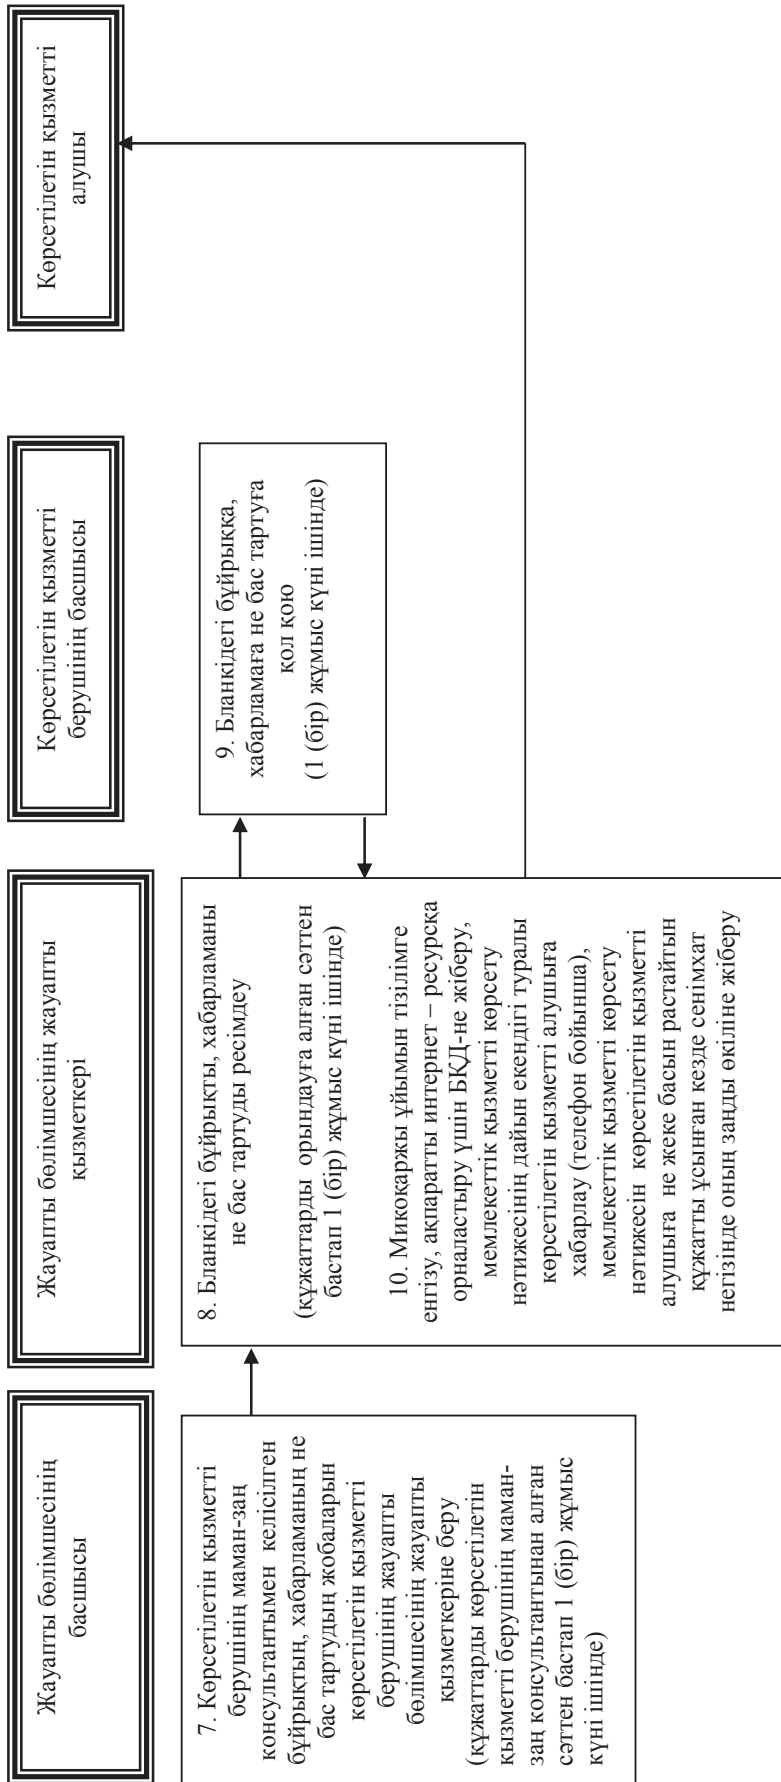 Жауапты бөлімшесінің
басшысы
Жауапты бөлімшесінің жауапты
қызметкері
Көрсетілетін қызметті
берушінің басшысы
Көрсетілетін қызметті
алушы
7. Көрсетілетін қызметті
берушінің маман-заң
консультантымен келісілген
бұйрықтың, хабарламаның не
бас тартудың жобаларын
көрсетілетін қызметті
берушінің жауапты
бөлімшесінің жауапты
қызметкеріне беру
(құжаттарды көрсетілетін
қызметті берушінің маман-
заң консультантынан алған
сәттен бастап 1 (бір) жұмыс
күні ішінде)
8. Бланкідегі бұйрықты, хабарламаны
не бас тартуды ресімдеу
(құжаттарды орындауға алған сәттен
бастап 1 (бір) жұмыс күні ішінде)
10. Микоқаржы ұйымын тізілімге
енгізу, ақпаратты интернет – ресурсқа
орналастыру үшін БҚД-не жіберу,
мемлекеттік қызметті көрсету
нәтижесінің дайын екендігі туралы
көрсетілетін қызметті алушыға
хабарлау (телефон бойынша),
мемлекеттік қызметті көрсету
нәтижесін көрсетілетін қызметті
алушыға не жеке басын растайтын
құжатты ұсынған кезде сенімхат
негізінде оның заңды өкіліне жіберу
9. Бланкідегі бұйрыққа,
хабарламаға не бас тартуға
қол қою
(1 (бір) жұмыс күні ішінде)